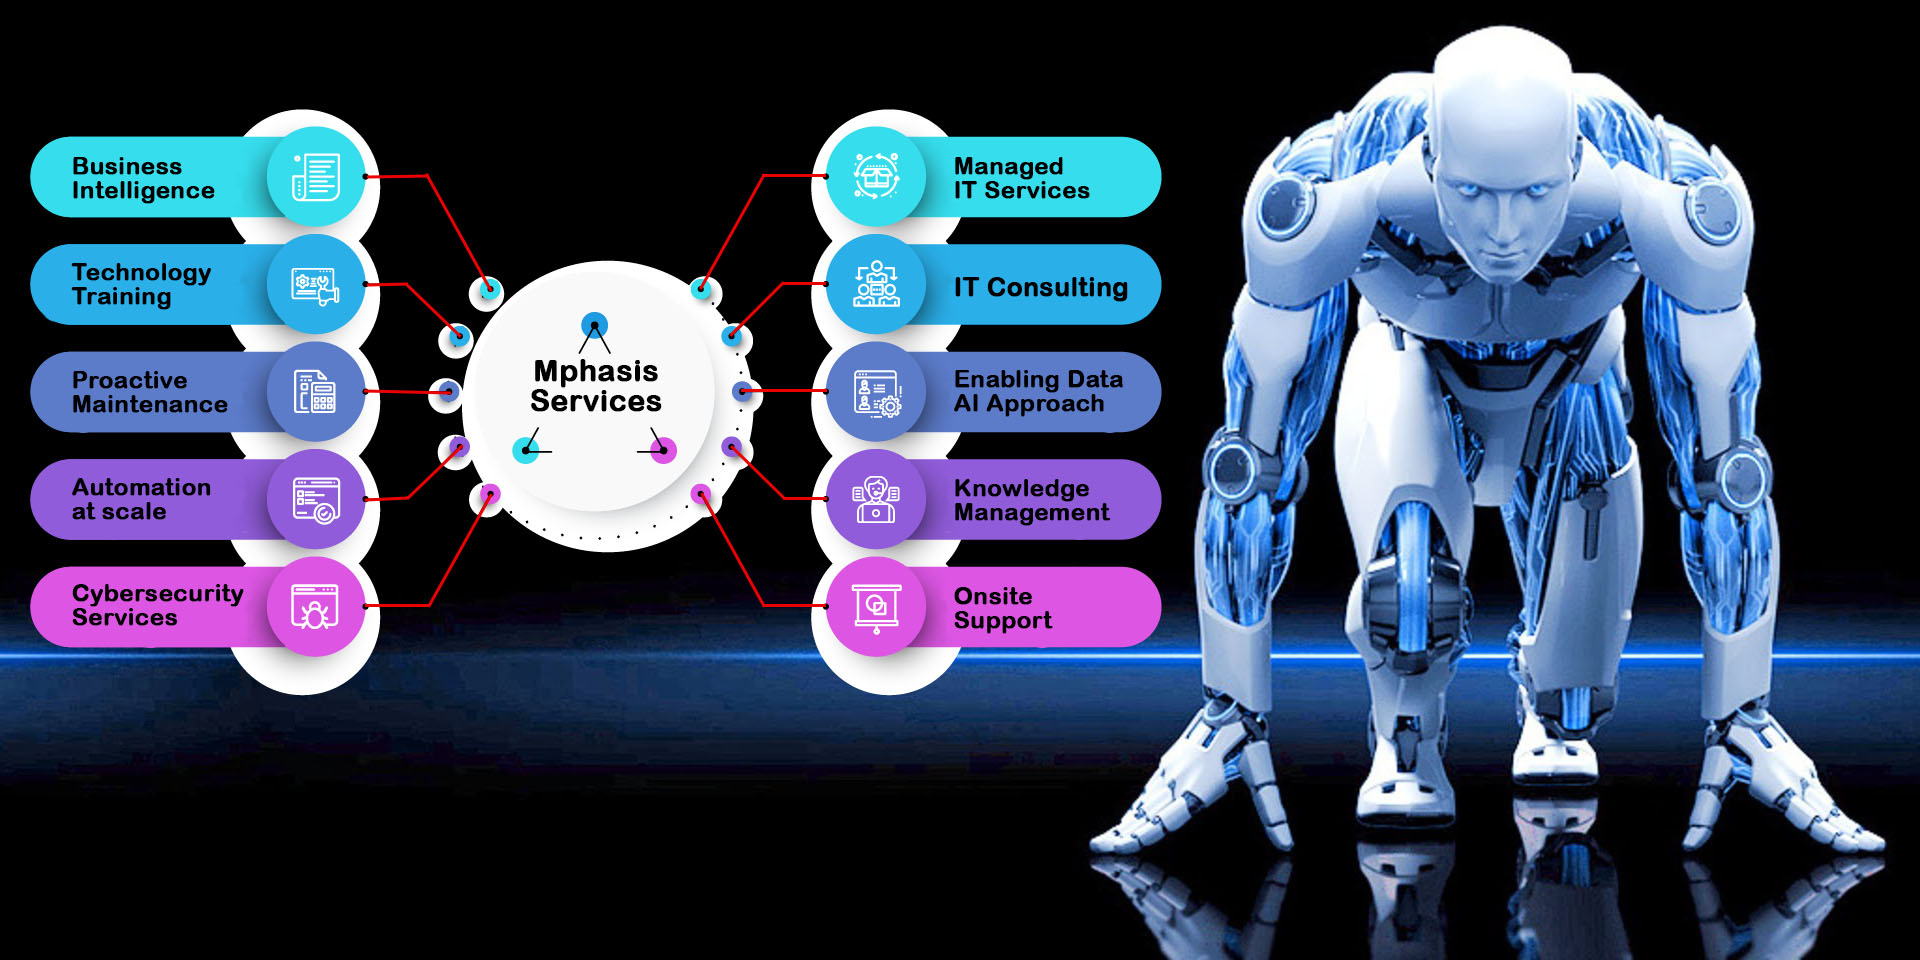 Business
Intelligence
Technology
Training
Proactive
Maintenance
Automation
at scale
Cybersecurity
Services
Mphasis
Services
Managed
IT Services
IT Consulting
Enabling Data
AI Approach
Knowledge
Management
Onsite
Support